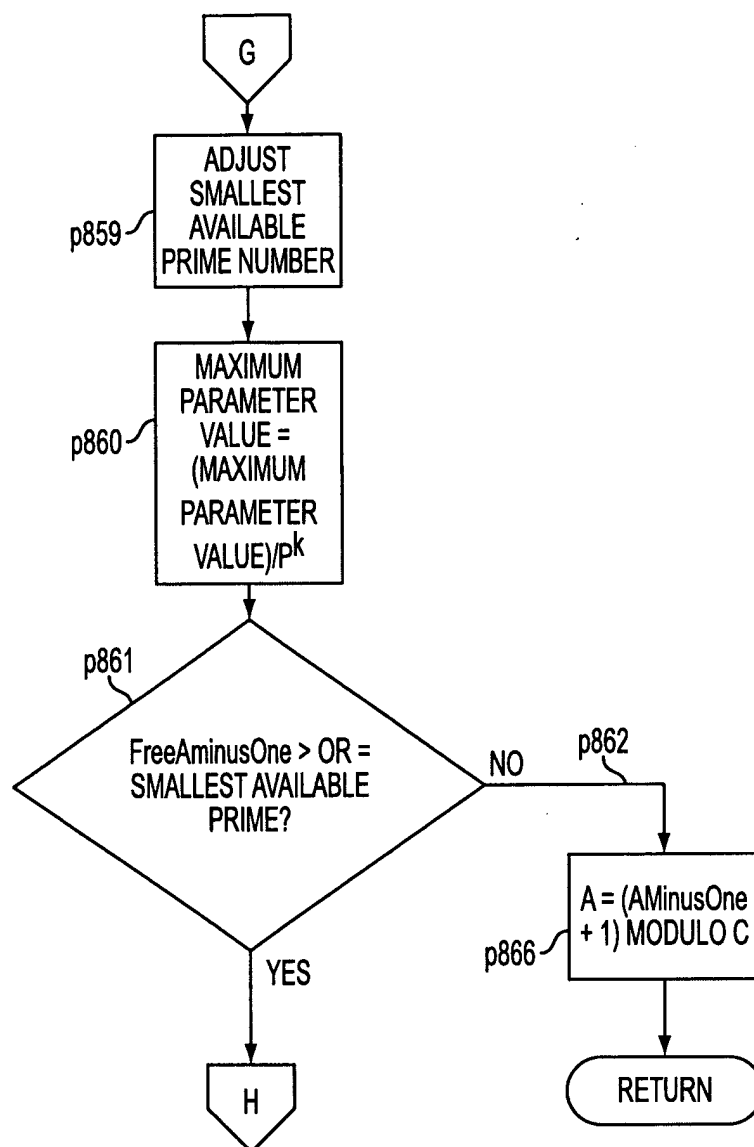 G
ADJUST
SMALLEST
AVAILABLE
PRIME NUMBER
p859
MAXIMUM
PARAMETER
VALUE =
(MAXIMUM
PARAMETER
VALUE)/P^k
p860
p861
FreeAminusOne > OR =
SMALLEST AVAILABLE
PRIME?
NO
p862
A = (AMinusOne
+ 1) MODULO C
p866
YES
H
RETURN